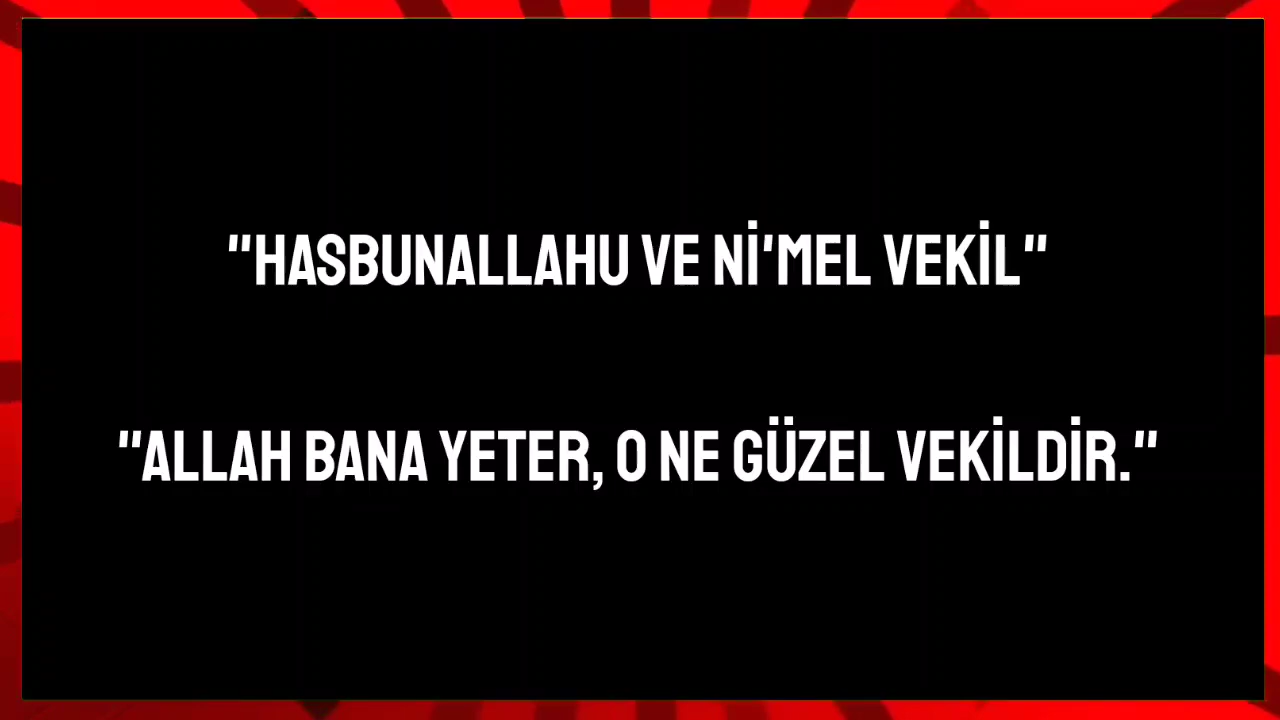 "HASBUNALLAHU VE Nİ'MEL VEKİL"
"ALLAH BANA YETER, O NE GÜZEL VEKİLDİR."